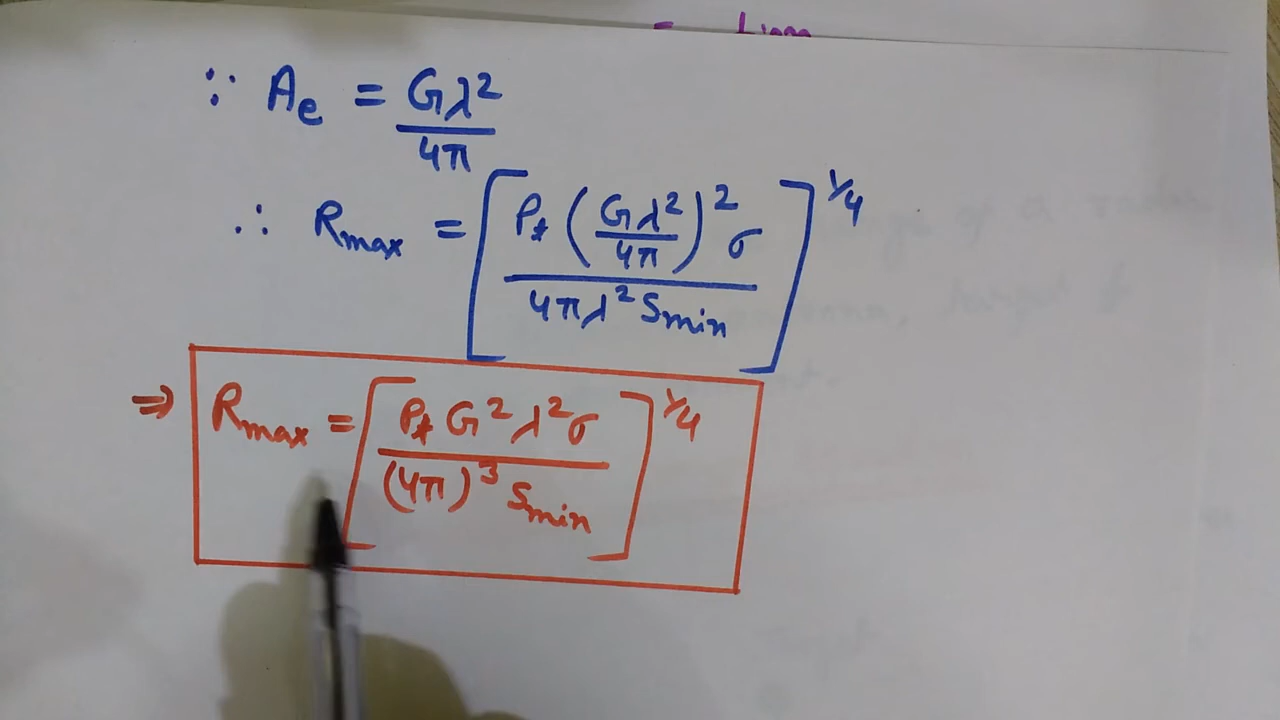 ∵ Ae = Gλ²/4π
∴ Rmax = [Pt (Gλ²/4π)² σ / 4πλ² Smin]^1/4
⇒ Rmax = [Pt G² λ² σ / (4π)³ Smin]^1/4